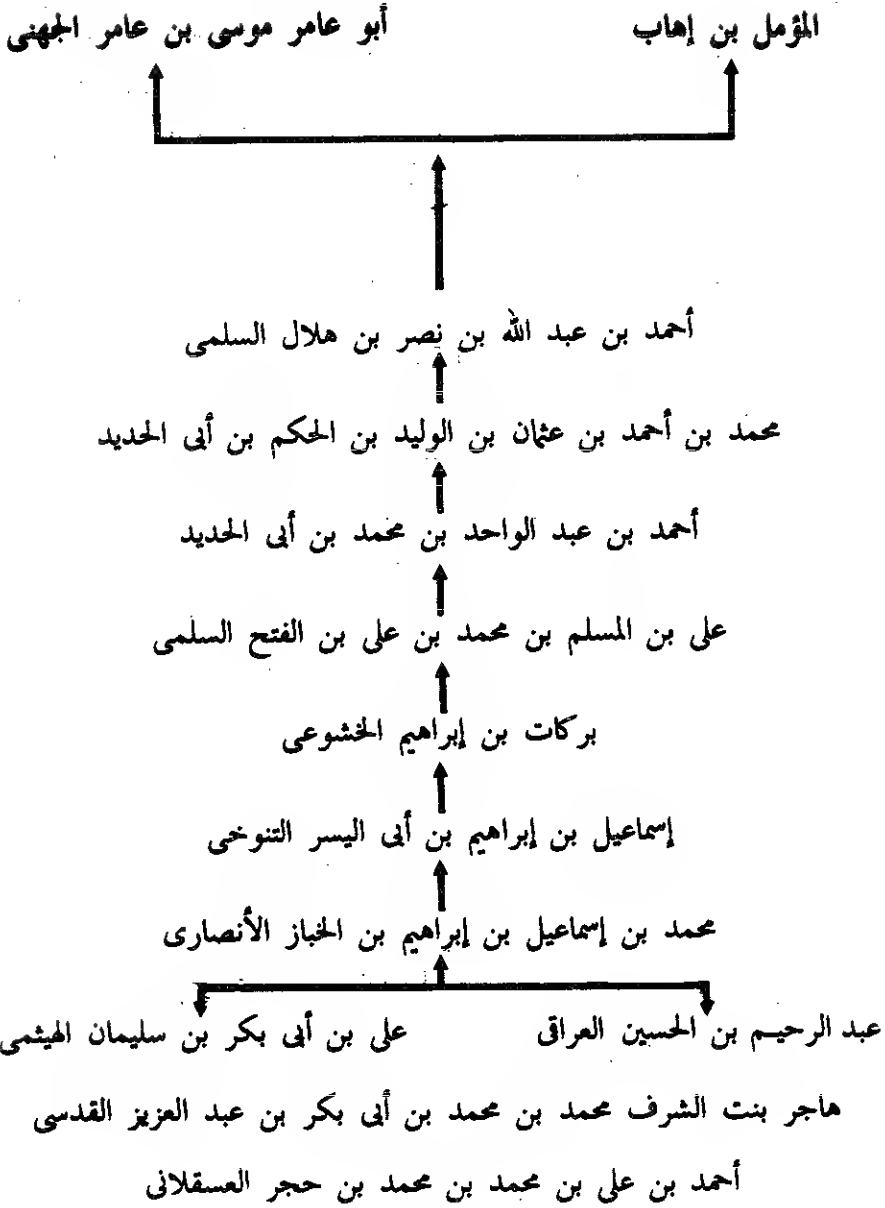 المؤمل بن إهاب
أبو عامر موسى بن عامر الجهنى
أحمد بن عبد الله بن نصر بن هلال السلمى
محمد بن أحمد بن عثمان بن الوليد بن الحكم بن أبى الحديد
أحمد بن عبد الواحد بن محمد بن أبى الحديد
على بن المسلم بن محمد بن على بن الفتح السلمى
بركات بن إبراهيم الخشوعى
إسماعيل بن إبراهيم بن أبى اليسر التنوخى
محمد بن إسماعيل بن إبراهيم بن الخباز الأنصارى
عبد الرحيم بن الحسين العراقى
على بن أبى بكر بن سليمان الهيثمى
هاجر بنت الشرف محمد بن محمد بن أبى بكر بن عبد العزيز القدسى
أحمد بن على بن محمد بن محمد بن حجر العسقلانى